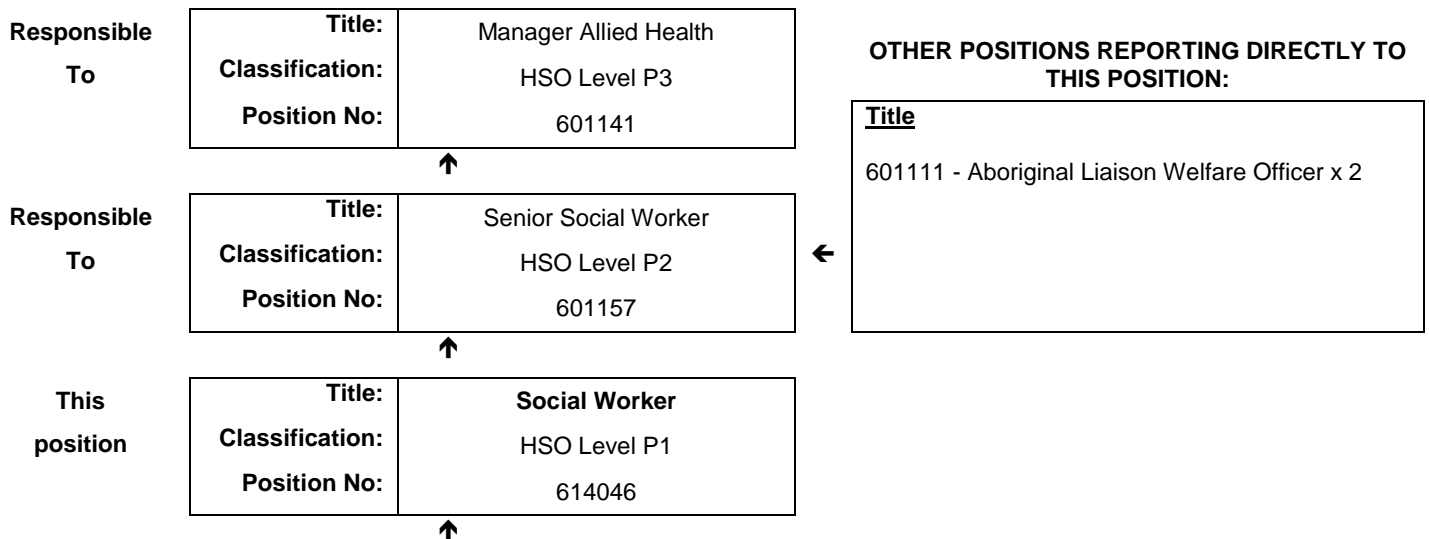 Responsible
To
Title: Manager Allied Health
Classification: HSO Level P3
Position No: 601141
OTHER POSITIONS REPORTING DIRECTLY TO
THIS POSITION:
Title
601111 - Aboriginal Liaison Welfare Officer x 2
Responsible
To
Title: Senior Social Worker
Classification: HSO Level P2
Position No: 601157
This
position
Title: Social Worker
Classification: HSO Level P1
Position No: 614046